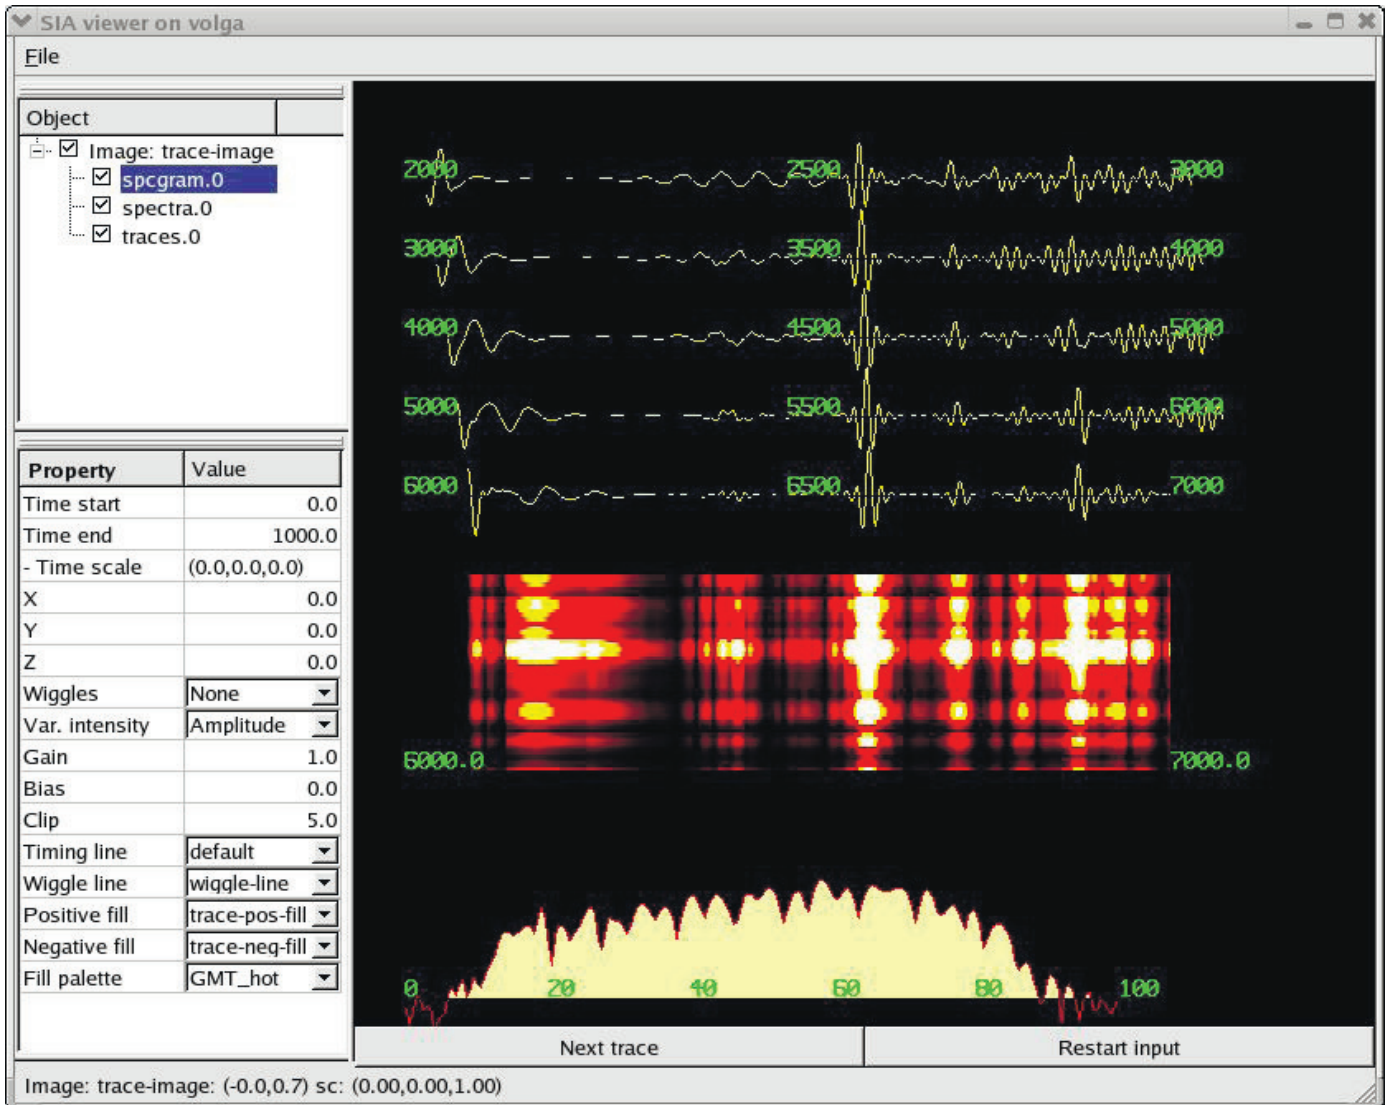 SIA viewer on volga
File
Object
Image: trace-image
spcgram.0
spectra.0
traces.0
Property Value
Time start 0.0
Time end 1000.0
- Time scale (0.0,0.0,0.0)
X 0.0
Y 0.0
Z 0.0
Wiggles None
Var. intensity Amplitude
Gain 1.0
Bias 0.0
Clip 5.0
Timing line default
Wiggle line wiggle-line
Positive fill trace-pos-fill
Negative fill trace-neg-fill
Fill palette GMT_hot
2000 2500 3000
3000 3500 4000
4000 4500 5000
5000 5500 6000
6000 6500 7000
6000.0 7000.0
0 20 40 60 80 100
Next trace Restart input
Image: trace-image: (-0.0,0.7) sc: (0.00,0.00,1.00)